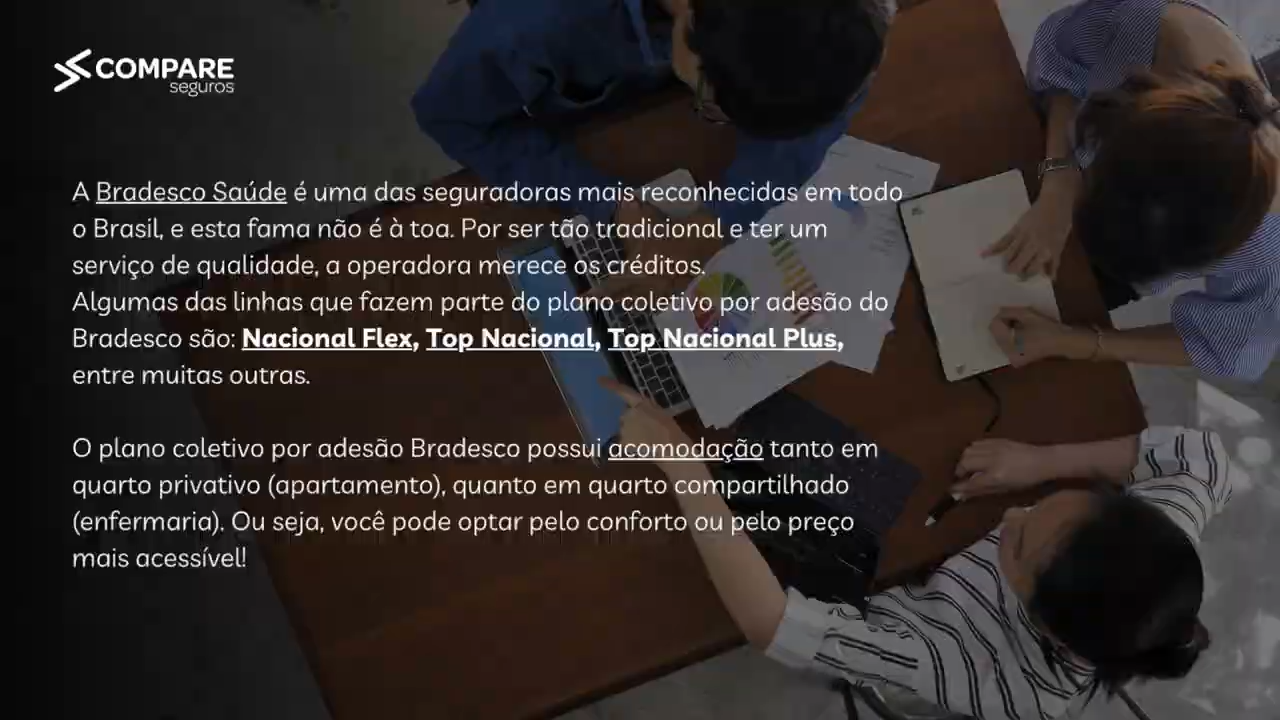 COMPARE
seguros
A Bradesco Saúde é uma das seguradoras mais reconhecidas em todo
o Brasil, e esta fama não é à toa. Por ser tão tradicional e ter um
serviço de qualidade, a operadora merece os créditos.
Algumas das linhas que fazem parte do plano coletivo por adesão do
Bradesco são: Nacional Flex, Top Nacional, Top Nacional Plus,
entre muitas outras.
O plano coletivo por adesão Bradesco possui acomodação tanto em
quarto privativo (apartamento), quanto em quarto compartilhado
(enfermaria). Ou seja, você pode optar pelo conforto ou pelo preço
mais acessível!